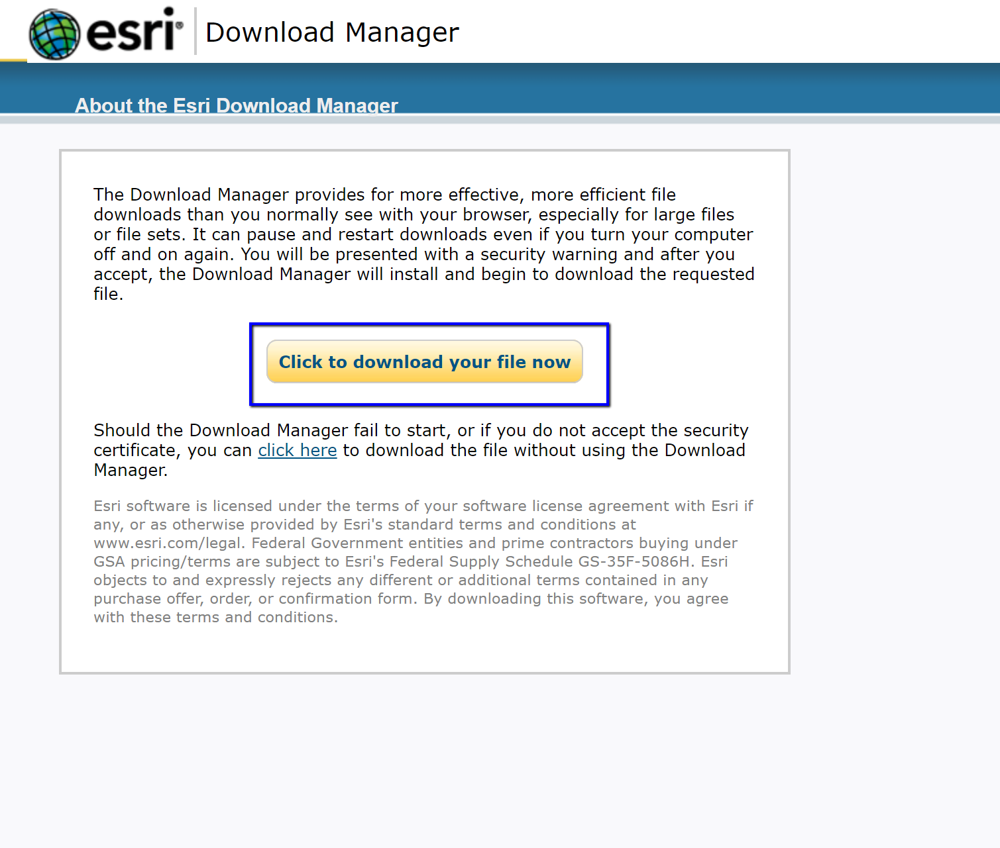 esri® Download Manager
About the Esri Download Manager
The Download Manager provides for more effective, more efficient file
downloads than you normally see with your browser, especially for large files
or file sets. It can pause and restart downloads even if you turn your computer
off and on again. You will be presented with a security warning and after you
accept, the Download Manager will install and begin to download the requested
file.
Click to download your file now
Should the Download Manager fail to start, or if you do not accept the security
certificate, you can click here to download the file without using the Download
Manager.
Esri software is licensed under the terms of your software license agreement with Esri if
any, or as otherwise provided by Esri's standard terms and conditions at
www.esri.com/legal. Federal Government entities and prime contractors buying under
GSA pricing/terms are subject to Esri's Federal Supply Schedule GS-35F-5086H. Esri
objects to and expressly rejects any different or additional terms contained in any
purchase offer, order, or confirmation form. By downloading this software, you agree
with these terms and conditions.